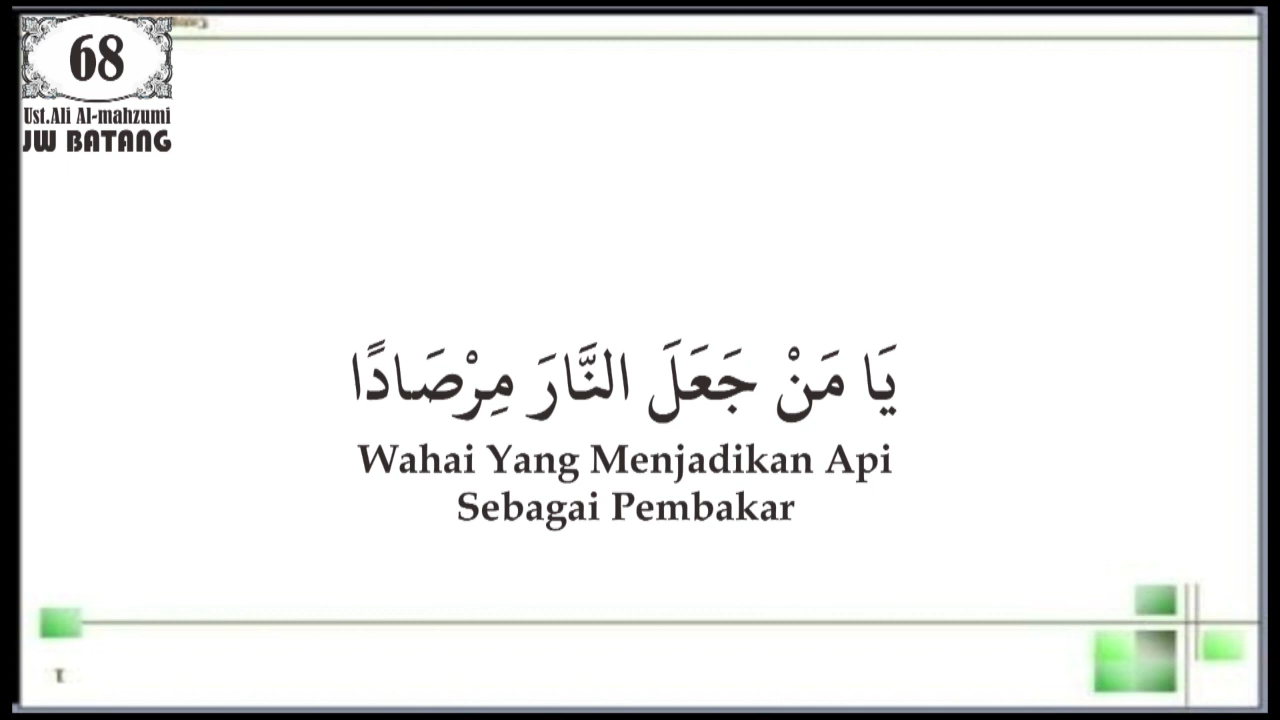 68
Ust.Ali Al-mahzumi
JW BATANG
يَا مَنْ جَعَلَ النَّارَ مِرْصَادًا
Wahai Yang Menjadikan Api
Sebagai Pembakar